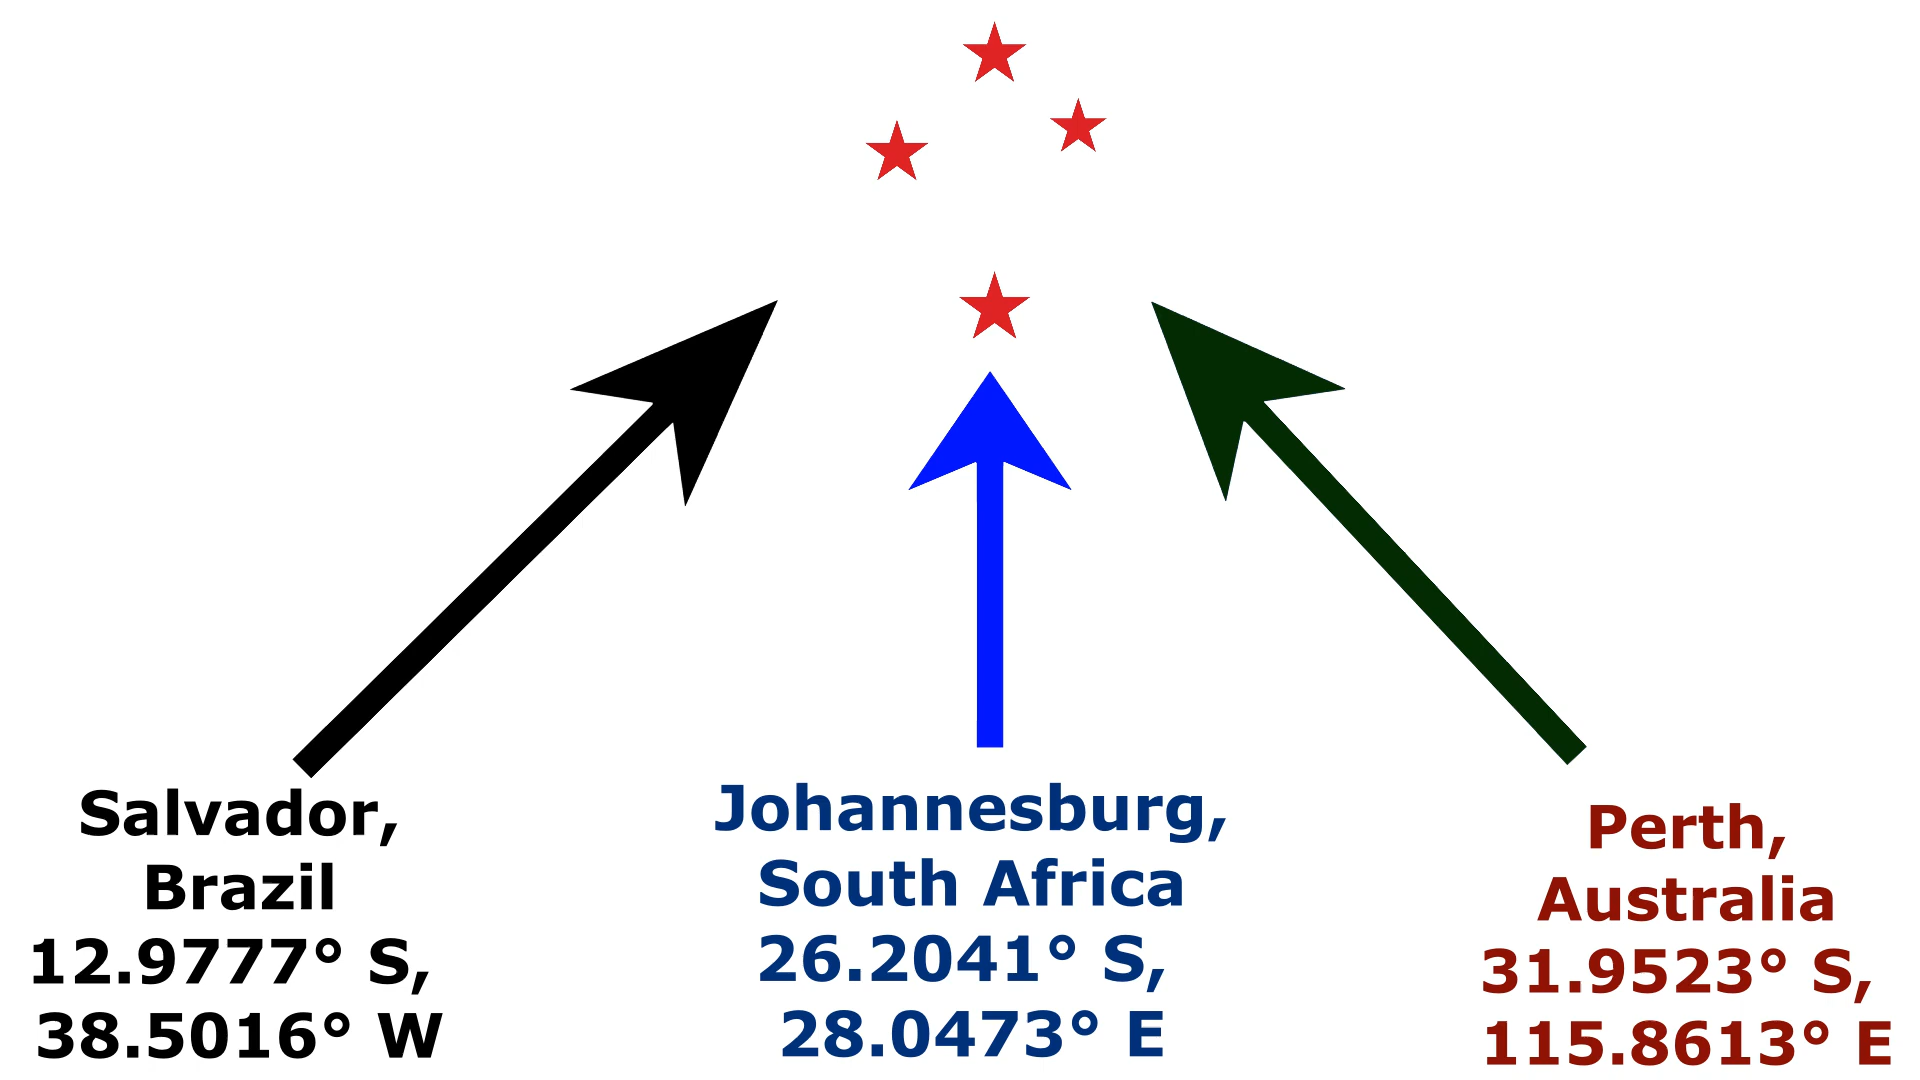 Salvador,
Brazil
12.9777° S,
38.5016° W
Johannesburg,
South Africa
26.2041° S,
28.0473° E
Perth,
Australia
31.9523° S,
115.8613° E